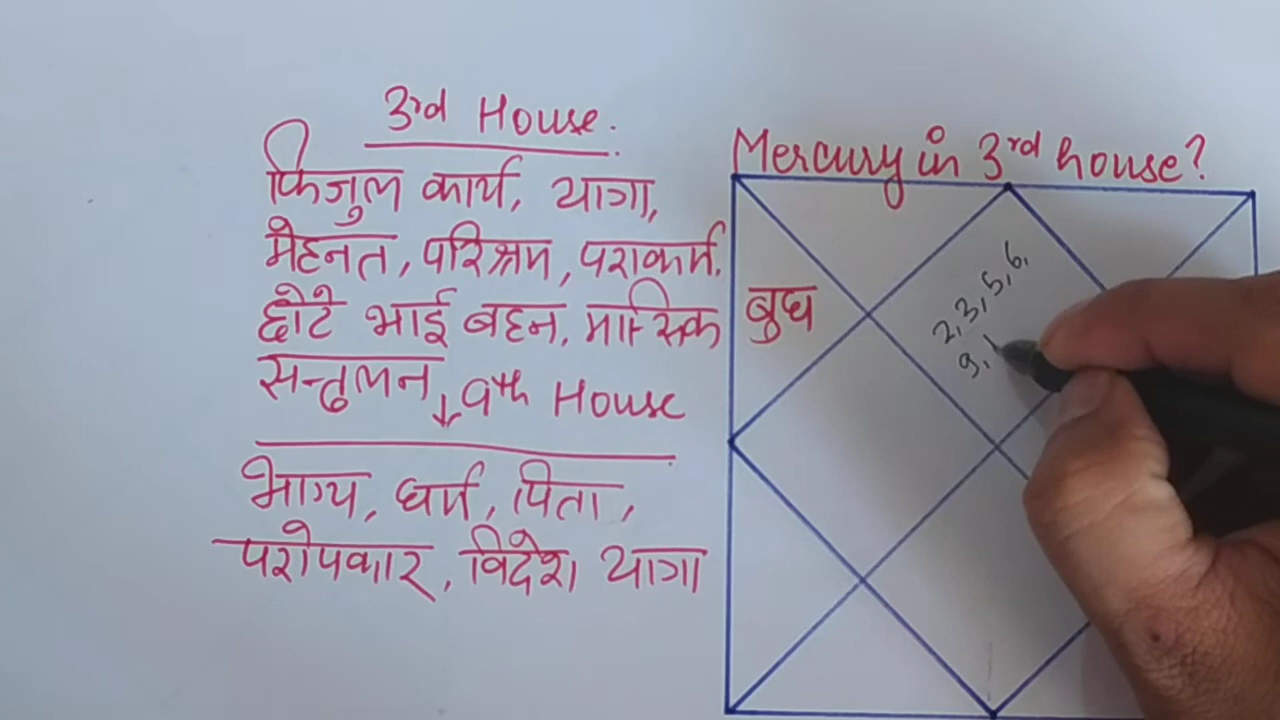 3rd House.
फिजुल कार्य, यागा,
मेहनत, परिश्रम, पराकर्म.
छोटे भाई बहन, मानसिक
सन्तुलन, ↓ 9th House
भाग्य, धर्म, पिता,
परोपकार, विदेश यागा
Mercury in 3rd house?
बुध
2, 3, 5, 6,
9, 1